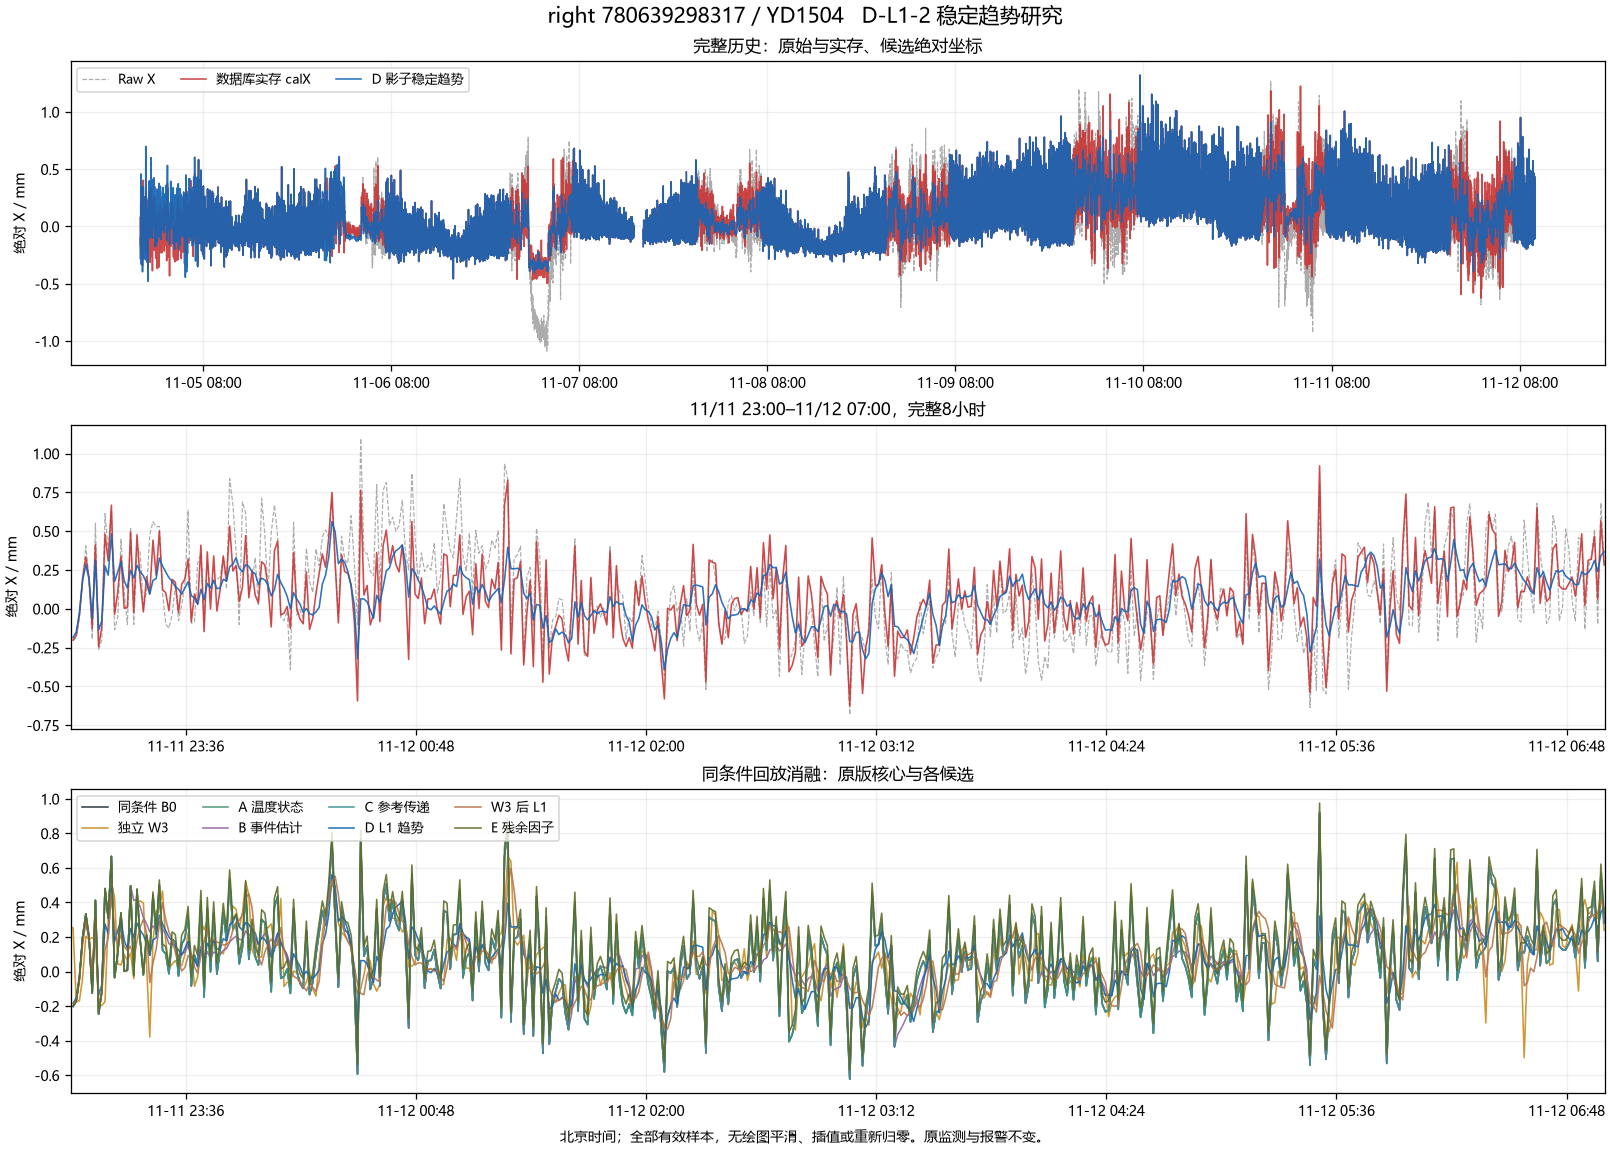 right 780639298317 / YD1504 D-L1-2 稳定趋势研究
完整历史：原始与实存、候选绝对坐标
Raw X 数据库实存 calX D 影子稳定趋势
绝对 X / mm
1.0
0.5
0.0
-0.5
-1.0
11-05 08:00 11-06 08:00 11-07 08:00 11-08 08:00 11-09 08:00 11-10 08:00 11-11 08:00 11-12 08:00
11/11 23:00–11/12 07:00，完整8小时
绝对 X / mm
1.00
0.75
0.50
0.25
0.00
-0.25
-0.50
-0.75
11-11 23:36 11-12 00:48 11-12 02:00 11-12 03:12 11-12 04:24 11-12 05:36 11-12 06:48
同条件回放消融：原版核心与各候选
同条件 B0 A 温度状态 C 参考传递 W3 后 L1
独立 W3 B 事件估计 D L1 趋势 E 残余因子
绝对 X / mm
1.0
0.8
0.6
0.4
0.2
0.0
-0.2
-0.4
-0.6
11-11 23:36 11-12 00:48 11-12 02:00 11-12 03:12 11-12 04:24 11-12 05:36 11-12 06:48
北京时间；全部有效样本，无绘图平滑、插值或重新归零。原监测与报警不变。